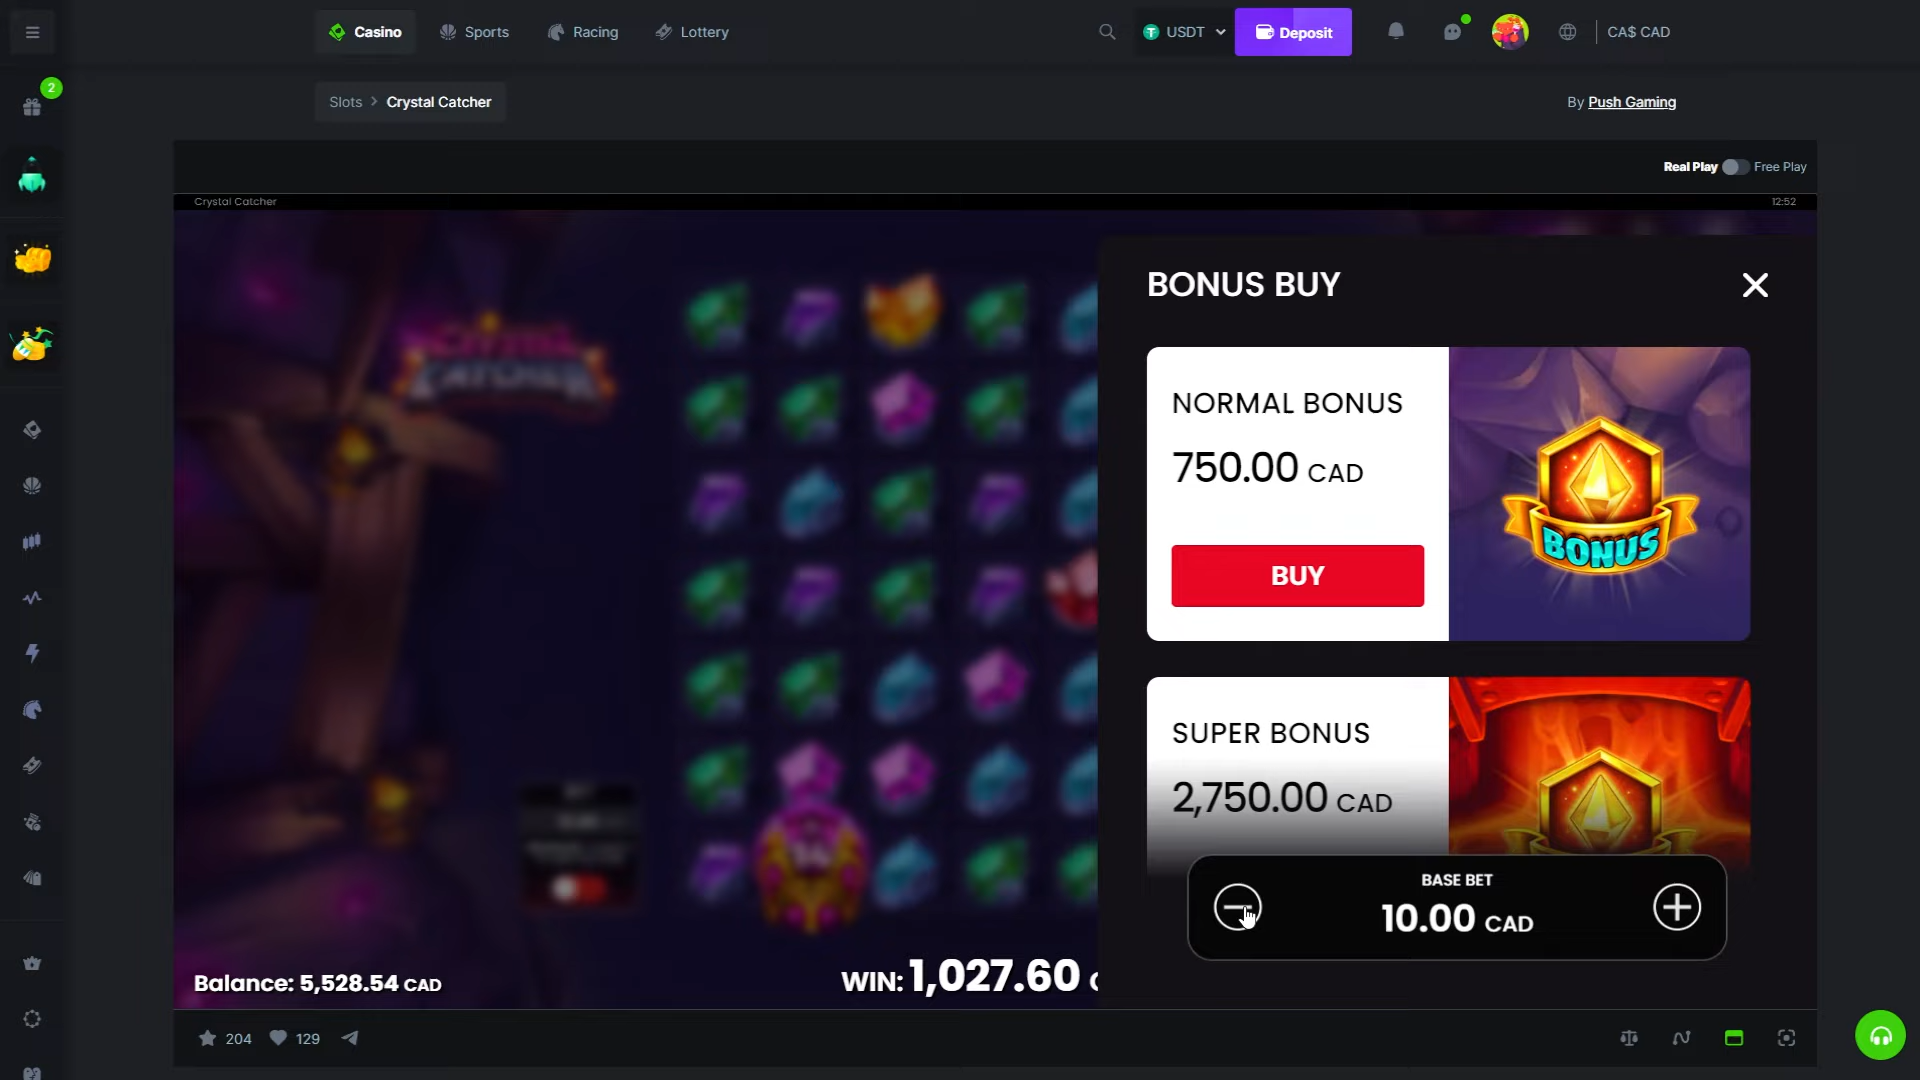 Casino
Sports
Racing
Lottery
USDT
Deposit
CA$ CAD
2
Slots > Crystal Catcher
By Push Gaming
Real Play
Free Play
Crystal Catcher
12:52
CRYSTAL
CATCHER
BONUS BUY
NORMAL BONUS
750.00 CAD
BUY
BONUS
SUPER BONUS
2,750.00 CAD
BASE BET
10.00 CAD
Balance: 5,528.54 CAD
WIN: 1,027.60
204
129